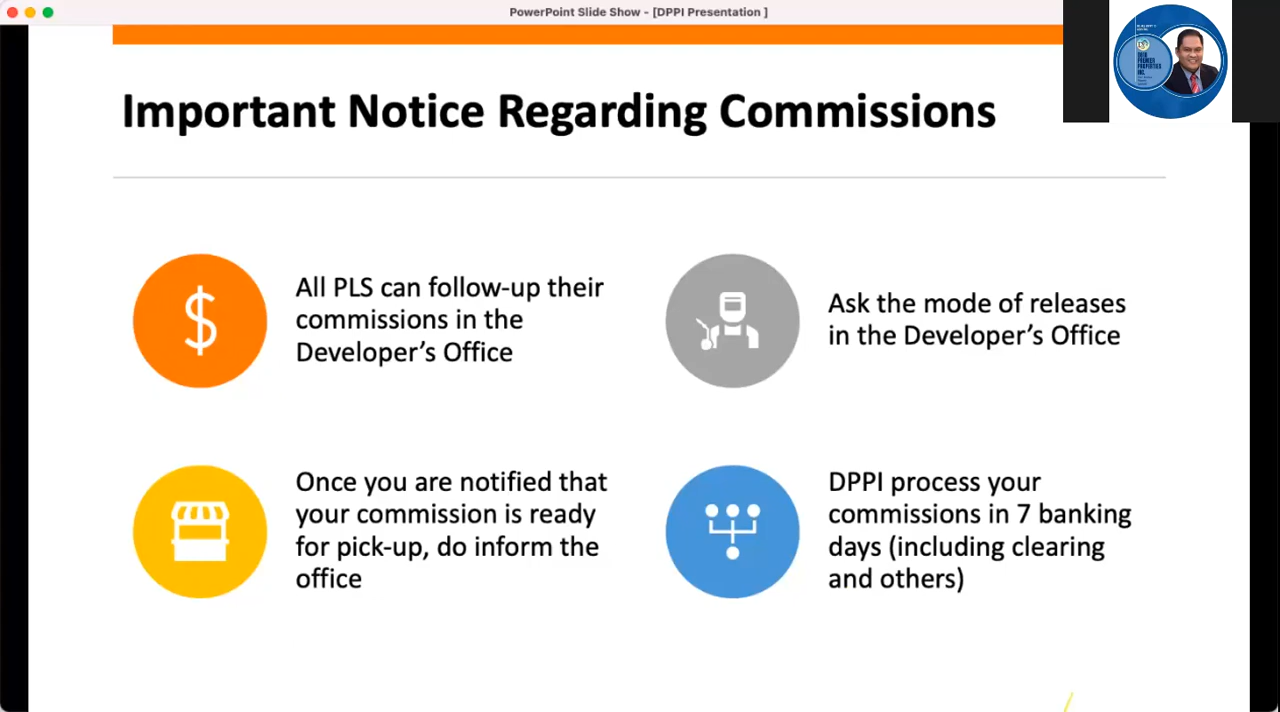 PowerPoint Slide Show - [DPPI Presentation ]
Important Notice Regarding Commissions
All PLS can follow-up their
commissions in the
Developer’s Office
Ask the mode of releases
in the Developer’s Office
Once you are notified that
your commission is ready
for pick-up, do inform the
office
DPPI process your
commissions in 7 banking
days (including clearing
and others)
PREMIER
PROPERTIES
INC.